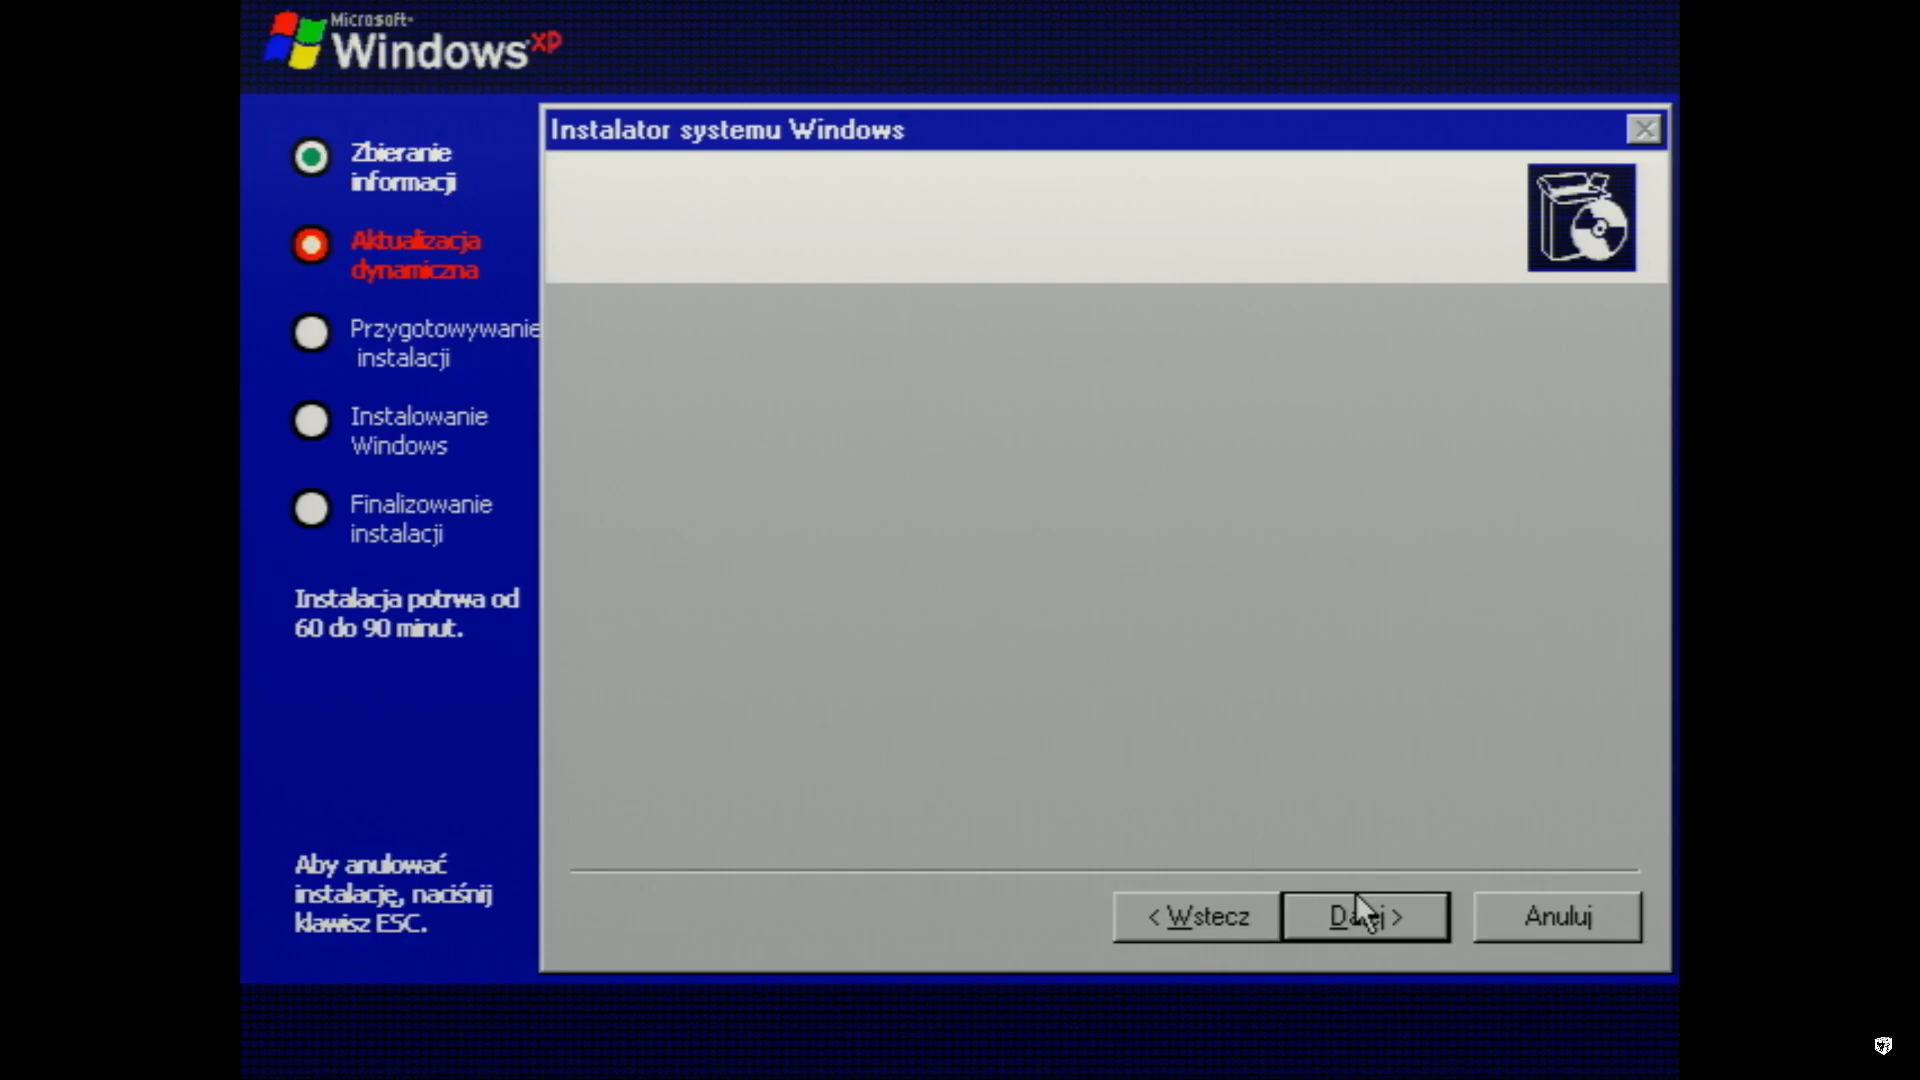 Microsoft
Windows xp
Instalator systemu Windows
Zbieranie
informacji
Aktualizacja
dynamiczna
Przygotowywanie
instalacji
Instalowanie
Windows
Finalizowanie
instalacji
Instalacja potrwa od
60 do 90 minut.
Aby anulować
instalację, naciśnij
klawisz ESC.
< Wstecz
Dalej >
Anuluj